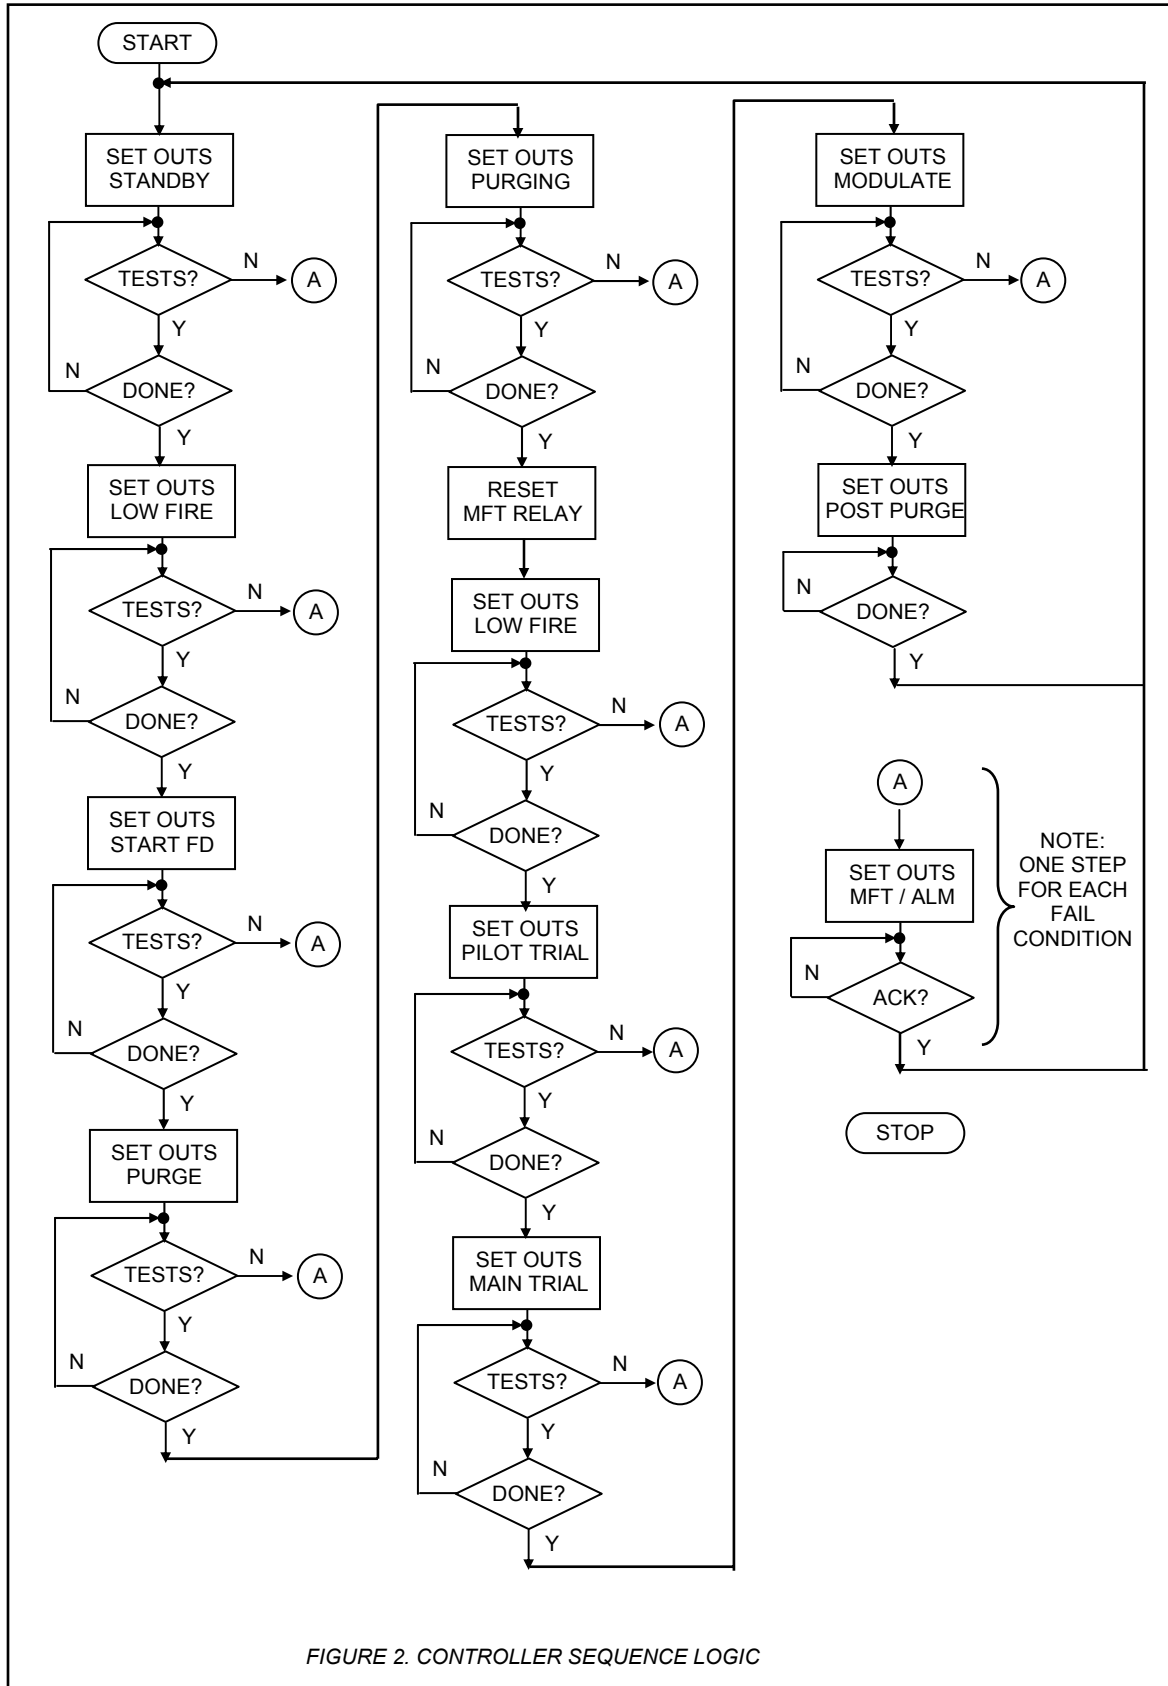 START
SET OUTS
STANDBY
TESTS?
N
A
Y
DONE?
N
Y
SET OUTS
LOW FIRE
TESTS?
N
A
Y
DONE?
N
Y
SET OUTS
START FD
TESTS?
N
A
Y
DONE?
N
Y
SET OUTS
PURGE
TESTS?
N
A
Y
DONE?
N
Y
SET OUTS
PURGING
TESTS?
N
A
Y
DONE?
N
Y
RESET
MFT RELAY
SET OUTS
LOW FIRE
TESTS?
N
A
Y
DONE?
N
Y
SET OUTS
PILOT TRIAL
TESTS?
N
A
Y
DONE?
N
Y
SET OUTS
MAIN TRIAL
TESTS?
N
A
Y
DONE?
N
Y
SET OUTS
MODULATE
TESTS?
N
A
Y
DONE?
N
Y
SET OUTS
POST PURGE
DONE?
N
Y
A
SET OUTS
MFT / ALM
ACK?
N
Y
NOTE:
ONE STEP
FOR EACH
FAIL
CONDITION
STOP
FIGURE 2. CONTROLLER SEQUENCE LOGIC